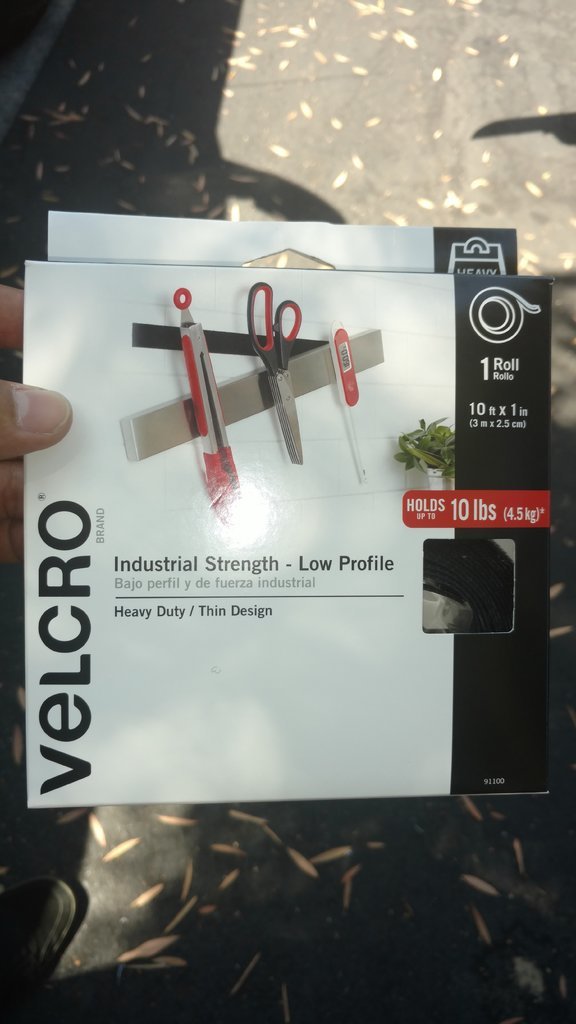 HEAVY
1 Roll
Rollo
10 ft x 1 in
(3 m x 2.5 cm)
HOLDS UP TO 10 lbs (4.5 kg)*
VELCRO®
BRAND
Industrial Strength - Low Profile
Bajo perfil y de fuerza industrial
Heavy Duty / Thin Design
91100